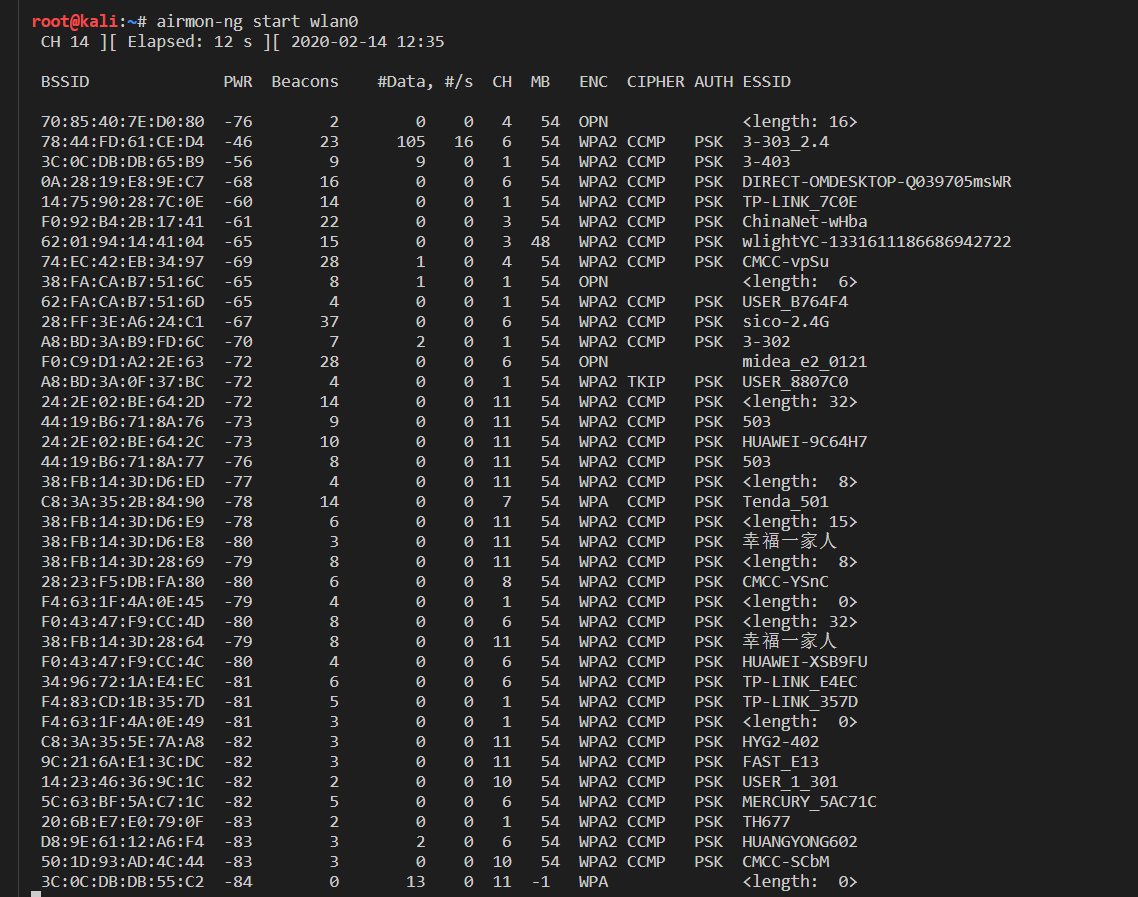 root@kali:~# airmon-ng start wlan0
CH 14 ][ Elapsed: 12 s ][ 2020-02-14 12:35
BSSID PWR Beacons #Data, #/s CH MB ENC CIPHER AUTH ESSID
70:85:40:7E:D0:80 -76 2 0 0 4 54 OPN <length: 16>
78:44:FD:61:CE:D4 -46 23 105 16 6 54 WPA2 CCMP PSK 3-303_2.4
3C:0C:DB:DB:65:B9 -56 9 9 0 1 54 WPA2 CCMP PSK 3-403
0A:28:19:E8:9E:C7 -68 16 0 0 6 54 WPA2 CCMP PSK DIRECT-OMDESKTOP-Q039705msWR
14:75:90:28:7C:0E -60 14 0 0 1 54 WPA2 CCMP PSK TP-LINK_7C0E
F0:92:B4:2B:17:41 -61 22 0 0 3 54 WPA2 CCMP PSK ChinaNet-wHba
62:01:94:14:41:04 -65 15 0 0 3 48 WPA2 CCMP PSK wlightYC-1331611186686942722
74:EC:42:EB:34:97 -69 28 1 0 4 54 WPA2 CCMP PSK CMCC-vpSu
38:FA:CA:B7:51:6C -65 8 1 0 1 54 OPN <length: 6>
62:FA:CA:B7:51:6D -65 4 0 0 1 54 WPA2 CCMP PSK USER_B764F4
28:FF:3E:A6:24:C1 -67 37 0 0 6 54 WPA2 CCMP PSK sico-2.4G
A8:BD:3A:B9:FD:6C -70 7 2 0 1 54 WPA2 CCMP PSK 3-302
F0:C9:D1:A2:2E:63 -72 28 0 0 6 54 OPN midea_e2_0121
A8:BD:3A:0F:37:BC -72 4 0 0 1 54 WPA2 TKIP PSK USER_8807C0
24:2E:02:BE:64:2D -72 14 0 0 11 54 WPA2 CCMP PSK <length: 32>
44:19:B6:71:8A:76 -73 9 0 0 11 54 WPA2 CCMP PSK 503
24:2E:02:BE:64:2C -73 10 0 0 11 54 WPA2 CCMP PSK HUAWEI-9C64H7
44:19:B6:71:8A:77 -76 8 0 0 11 54 WPA2 CCMP PSK 503
38:FB:14:3D:D6:ED -77 4 0 0 11 54 WPA2 CCMP PSK <length: 8>
C8:3A:35:2B:84:90 -78 14 0 0 7 54 WPA CCMP PSK Tenda_501
38:FB:14:3D:D6:E9 -78 6 0 0 11 54 WPA2 CCMP PSK <length: 15>
38:FB:14:3D:D6:E8 -80 3 0 0 11 54 WPA2 CCMP PSK 幸福一家人
38:FB:14:3D:28:69 -79 8 0 0 11 54 WPA2 CCMP PSK <length: 8>
28:23:F5:DB:FA:80 -80 6 0 0 8 54 WPA2 CCMP PSK CMCC-YSnC
F4:63:1F:4A:0E:45 -79 4 0 0 1 54 WPA2 CCMP PSK <length: 0>
F0:43:47:F9:CC:4D -80 8 0 0 6 54 WPA2 CCMP PSK <length: 32>
38:FB:14:3D:28:64 -79 8 0 0 11 54 WPA2 CCMP PSK 幸福一家人
F0:43:47:F9:CC:4C -80 4 0 0 6 54 WPA2 CCMP PSK HUAWEI-XSB9FU
34:96:72:1A:E4:EC -81 6 0 0 6 54 WPA2 CCMP PSK TP-LINK_E4EC
F4:83:CD:1B:35:7D -81 5 0 0 1 54 WPA2 CCMP PSK TP-LINK_357D
F4:63:1F:4A:0E:49 -81 3 0 0 1 54 WPA2 CCMP PSK <length: 0>
C8:3A:35:5E:7A:A8 -82 3 0 0 11 54 WPA2 CCMP PSK HYG2-402
9C:21:6A:E1:3C:DC -82 3 0 0 11 54 WPA2 CCMP PSK FAST_E13
14:23:46:36:9C:1C -82 2 0 0 10 54 WPA2 CCMP PSK USER_1_301
5C:63:BF:5A:C7:1C -82 5 0 0 6 54 WPA2 CCMP PSK MERCURY_5AC71C
20:6B:E7:E0:79:0F -83 2 0 0 1 54 WPA2 CCMP PSK TH677
D8:9E:61:12:A6:F4 -83 3 2 0 6 54 WPA2 CCMP PSK HUANGYONG602
50:1D:93:AD:4C:44 -83 3 0 0 10 54 WPA2 CCMP PSK CMCC-SCbM
3C:0C:DB:DB:55:C2 -84 0 13 0 11 -1 WPA <length: 0>